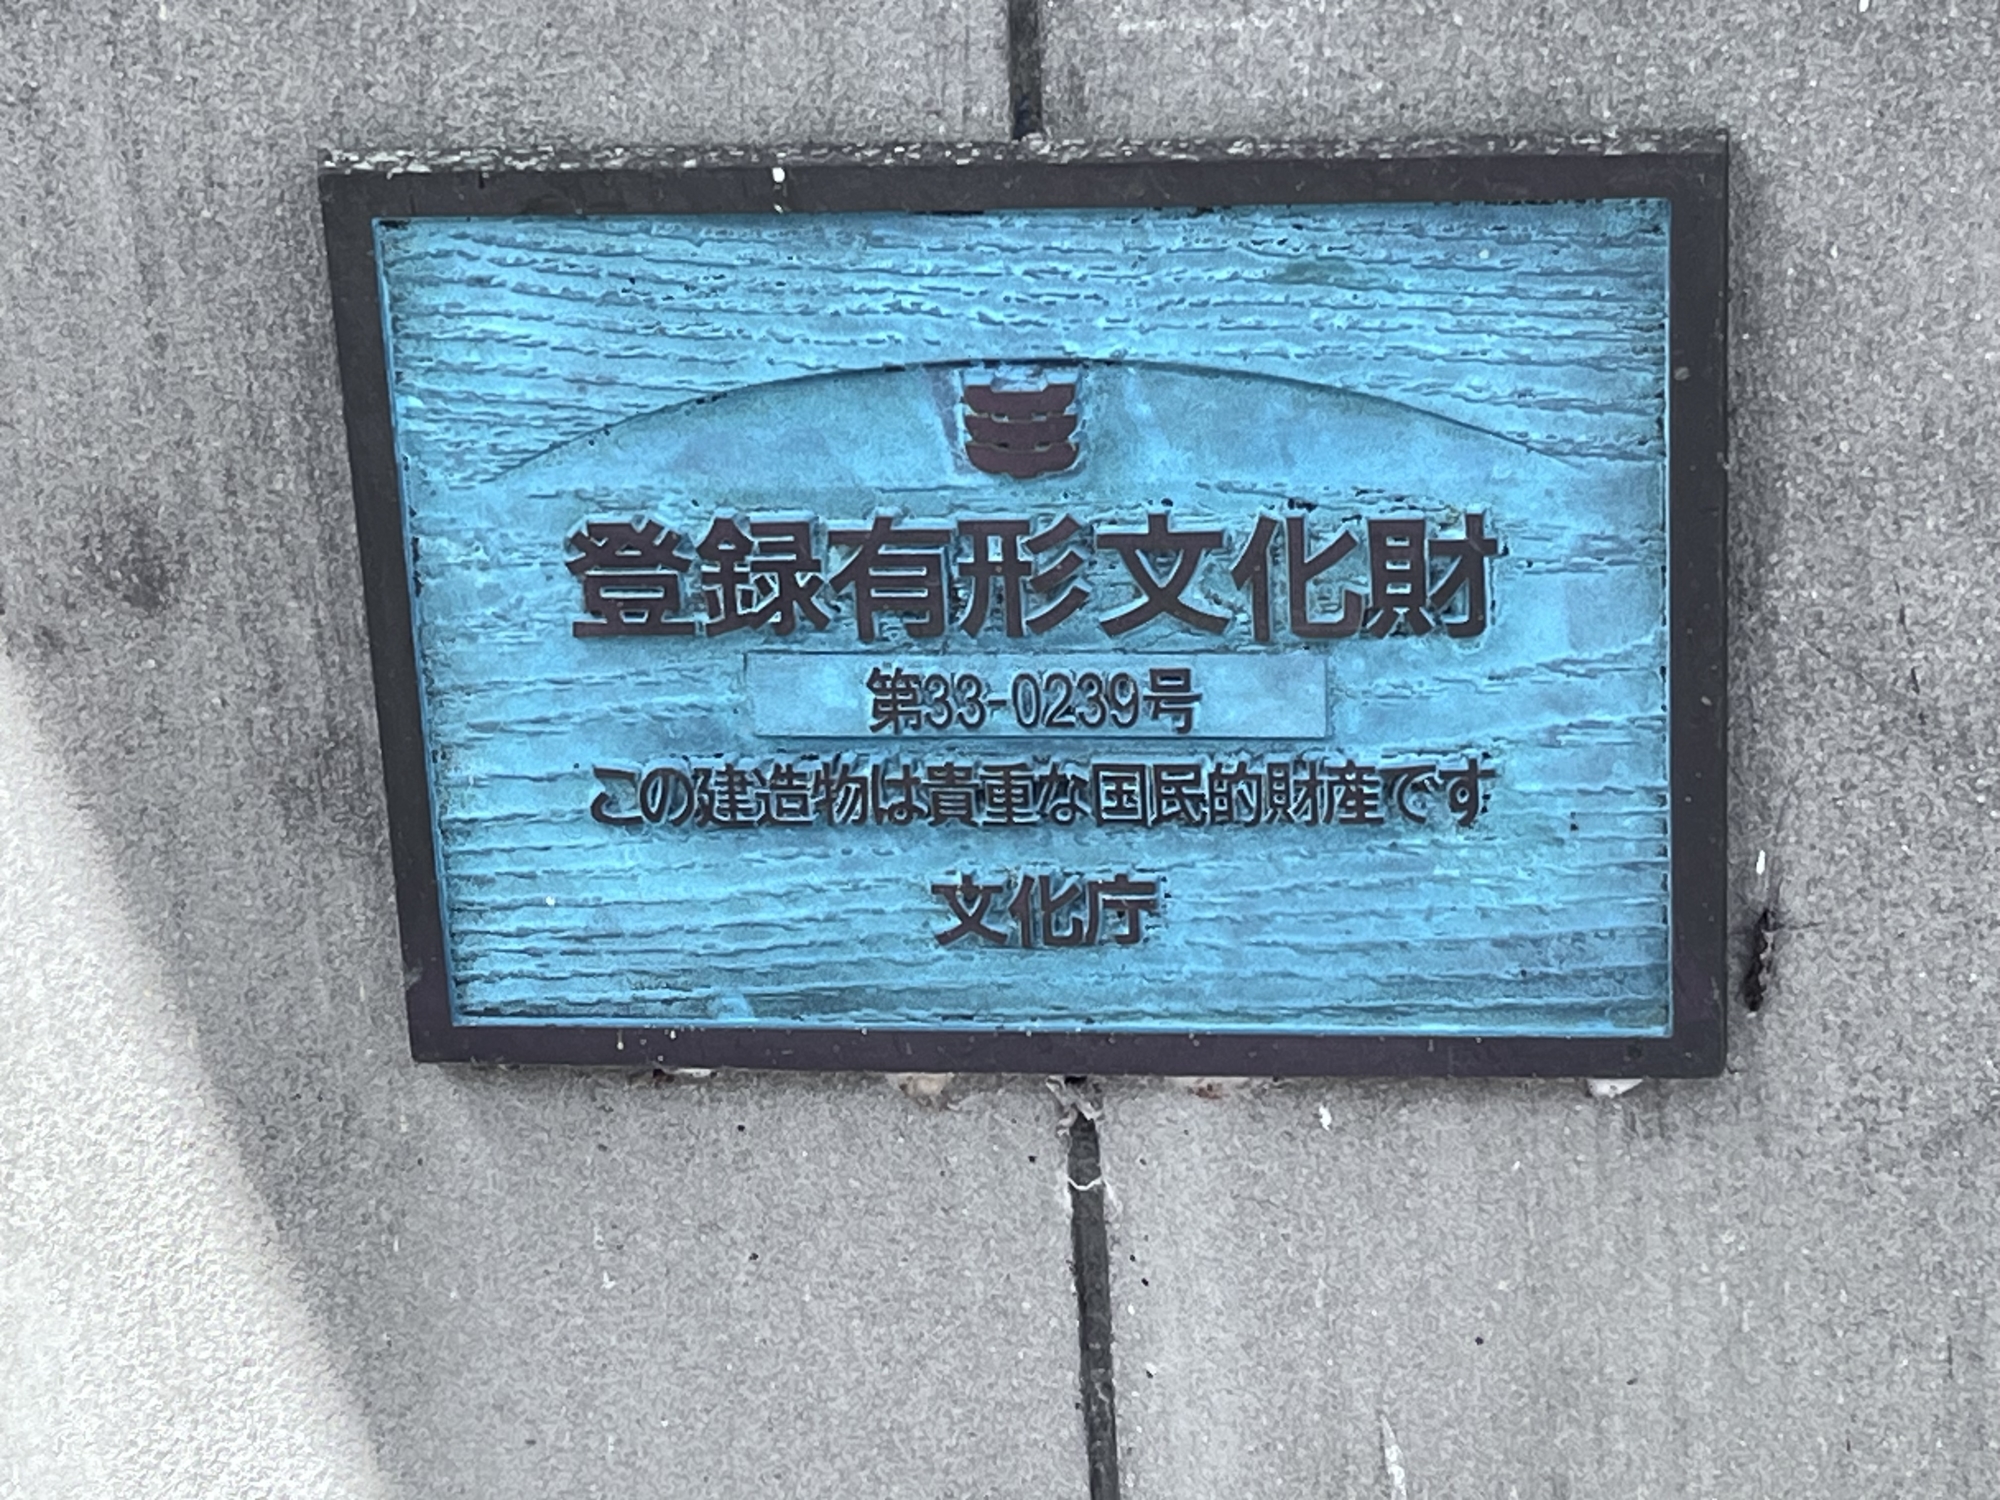 登録有形文化財
第33-0239号
この建造物は貴重な国民的財産です
文化庁